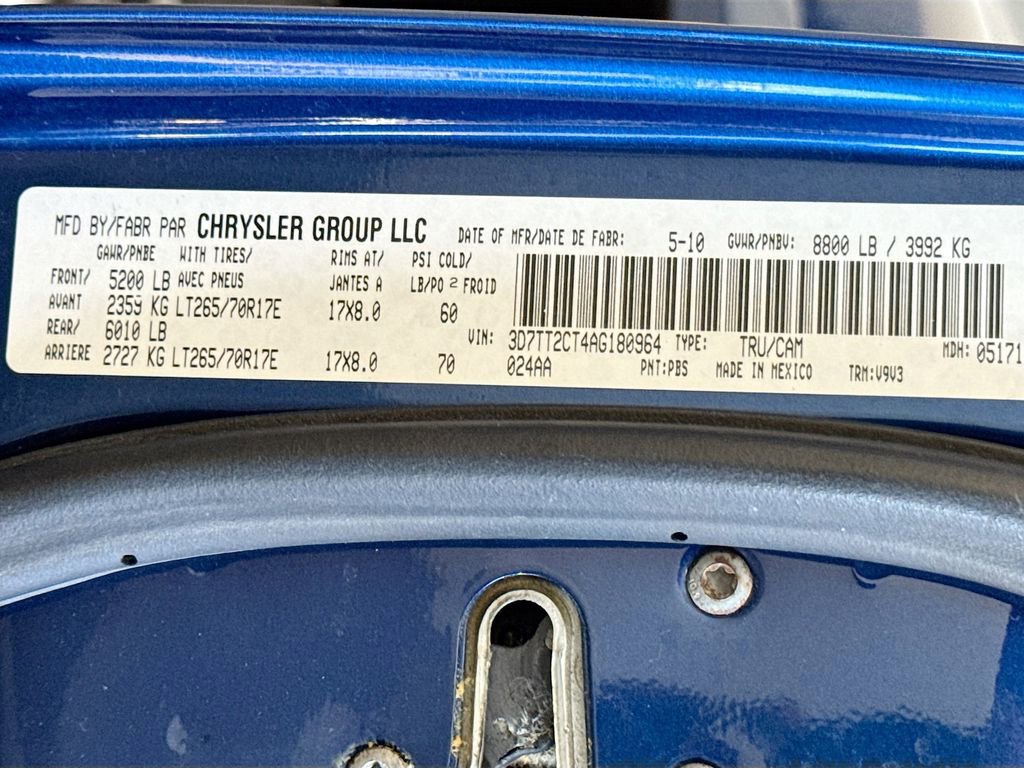 MFD BY/FABR PAR CHRYSLER GROUP LLC DATE OF MFR/DATE DE FABR: 5-10 GVWR/PNBV: 8800 LB / 3992 KG
GAWR/PNBE WITH TIRES/ RIMS AT/ PSI COLD/
FRONT/ 5200 LB AVEC PNEUS JANTES A LB/PO 2 FROID
AVANT 2359 KG LT265/70R17E 17X8.0 60
REAR/ 6010 LB VIN: 3D7TT2CT4AG180964 TYPE: TRU/CAM MDH: 05171
ARRIERE 2727 KG LT265/70R17E 17X8.0 70 024AA PNT:PBS MADE IN MEXICO TRM:V9V3